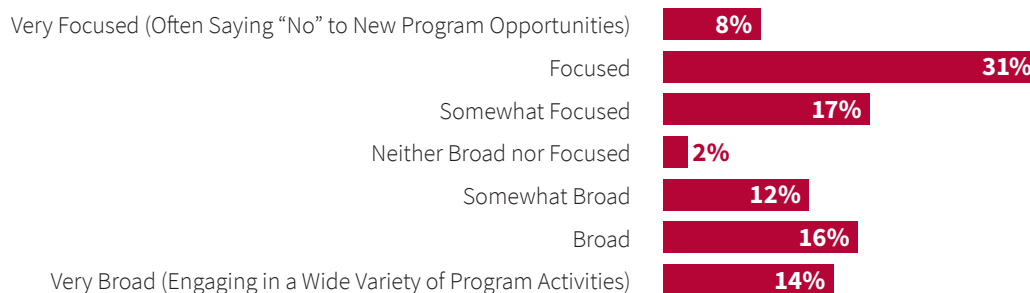 Very Focused (Often Saying “No” to New Program Opportunities) 8%
Focused 31%
Somewhat Focused 17%
Neither Broad nor Focused 2%
Somewhat Broad 12%
Broad 16%
Very Broad (Engaging in a Wide Variety of Program Activities) 14%